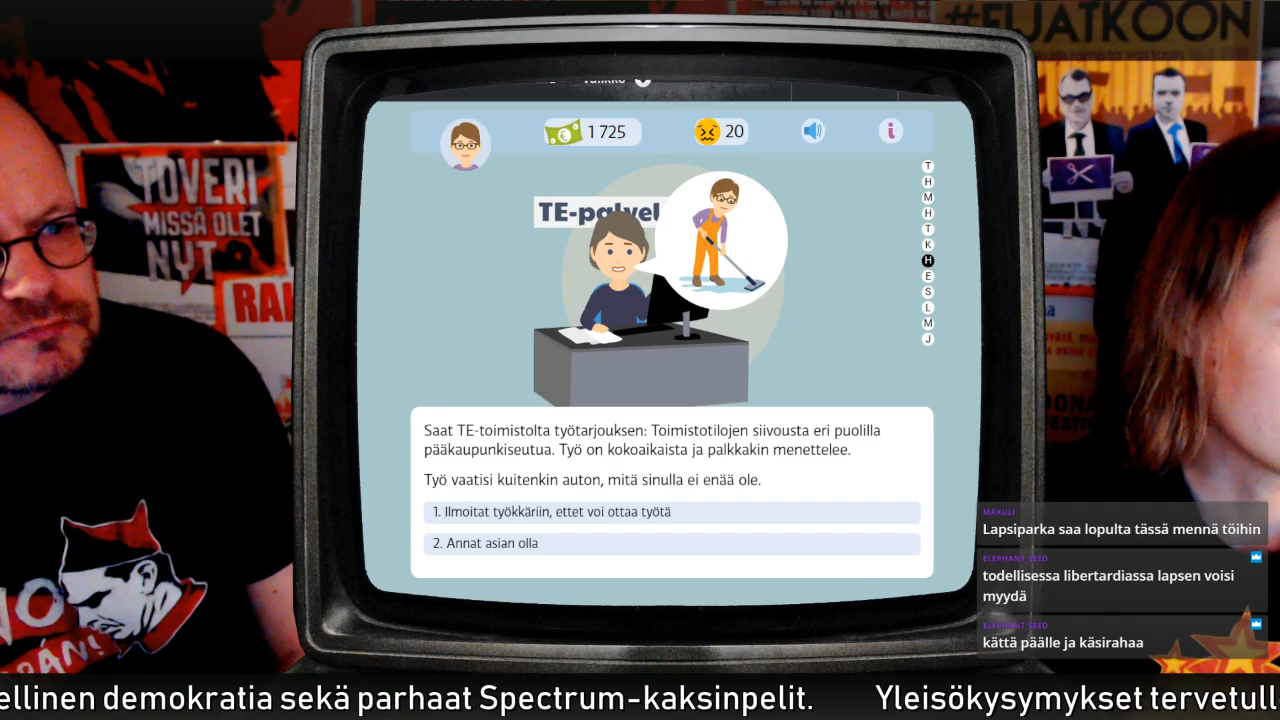 #EIJATKOON
TOVERI
MISSÄ OLET
NYT
1 725
20
TE-palvel
T
H
M
H
T
K
H
E
S
L
M
J
Saat TE-toimistolta työtarjouksen: Toimistotilojen siivousta eri puolilla
pääkaupunkiseutua. Työ on kokoaikaista ja palkkakin menettelee.
Työ vaatisi kuitenkin auton, mitä sinulla ei enää ole.
1. Ilmoitat työkkäriin, ettet voi ottaa työtä
2. Annat asian olla
MAXULI
Lapsiparka saa lopulta tässä mennä töihin
ELEPHANT SEED
todellisessa libertardiassa lapsen voisi
myydä
ELEPHANT SEED
kättä päälle ja käsirahaa
ellinen demokratia sekä parhaat Spectrum-kaksinpelit. Yleisökysymykset tervetull